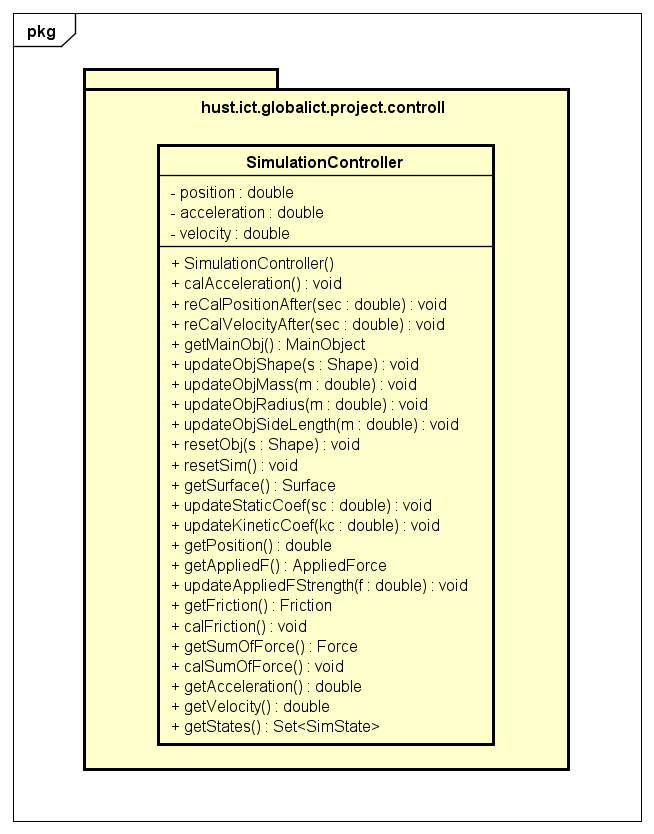 pkg
hust.ict.globalict.project.controll
SimulationController
- position : double
- acceleration : double
- velocity : double
+ SimulationController()
+ calAcceleration() : void
+ reCalPositionAfter(sec : double) : void
+ reCalVelocityAfter(sec : double) : void
+ getMainObj() : MainObject
+ updateObjShape(s : Shape) : void
+ updateObjMass(m : double) : void
+ updateObjRadius(m : double) : void
+ updateObjSideLength(m : double) : void
+ resetObj(s : Shape) : void
+ resetSim() : void
+ getSurface() : Surface
+ updateStaticCoef(sc : double) : void
+ updateKineticCoef(kc : double) : void
+ getPosition() : double
+ getAppliedF() : AppliedForce
+ updateAppliedFStrength(f : double) : void
+ getFriction() : Friction
+ calFriction() : void
+ getSumOfForce() : Force
+ calSumOfForce() : void
+ getAcceleration() : double
+ getVelocity() : double
+ getStates() : Set<SimState>